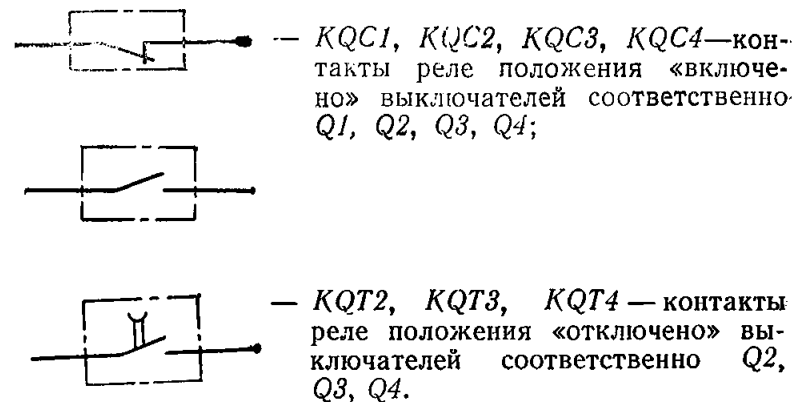 — KQC1, KQC2, KQC3, KQC4—кон-
такты реле положения «включе-
но» выключателей соответственно
Q1, Q2, Q3, Q4;
— KQT2, KQT3, KQT4 — контакты
реле положения «отключено» вы-
ключателей соответственно Q2,
Q3, Q4.